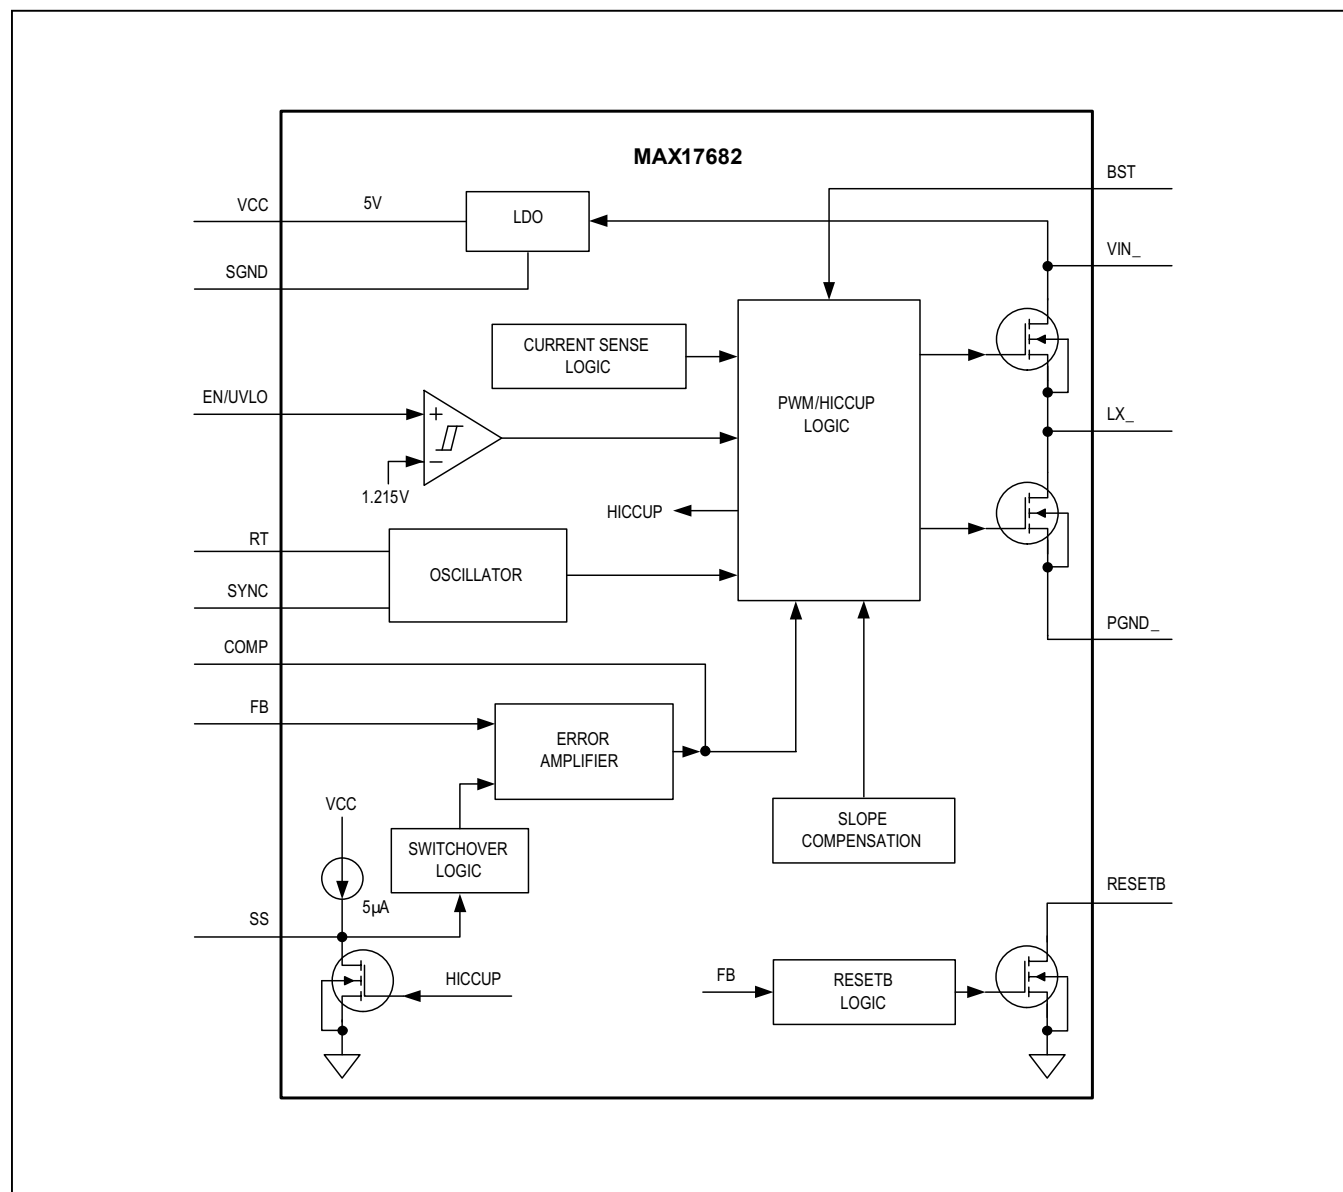 MAX17682
BST
VCC
5V
LDO
VIN_
SGND
CURRENT SENSE
LOGIC
EN/UVLO
+
PWM/HICCUP
LOGIC
LX_
−
1.215V
HICCUP
RT
OSCILLATOR
SYNC
PGND_
COMP
FB
ERROR
AMPLIFIER
VCC
SLOPE
COMPENSATION
SWITCHOVER
LOGIC
RESETB
5µA
SS
HICCUP
FB
RESETB
LOGIC